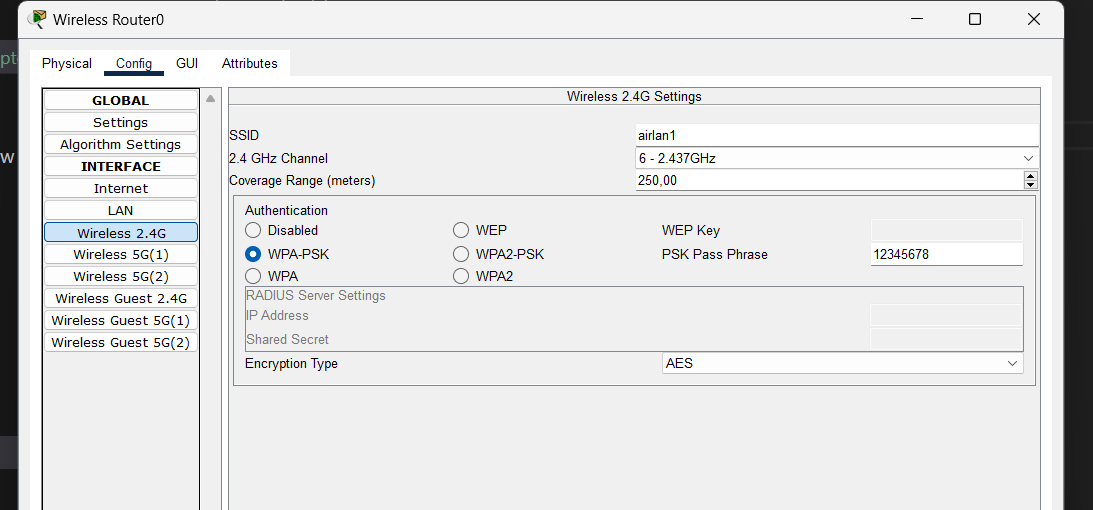 Wireless Router0
Physical Config GUI Attributes
GLOBAL
Settings
Algorithm Settings
INTERFACE
Internet
LAN
Wireless 2.4G
Wireless 5G(1)
Wireless 5G(2)
Wireless Guest 2.4G
Wireless Guest 5G(1)
Wireless Guest 5G(2)
Wireless 2.4G Settings
SSID airlan1
2.4 GHz Channel 6 - 2.437GHz
Coverage Range (meters) 250,00
Authentication
Disabled WEP WEP Key
WPA-PSK WPA2-PSK PSK Pass Phrase 12345678
WPA WPA2
RADIUS Server Settings
IP Address
Shared Secret
Encryption Type AES